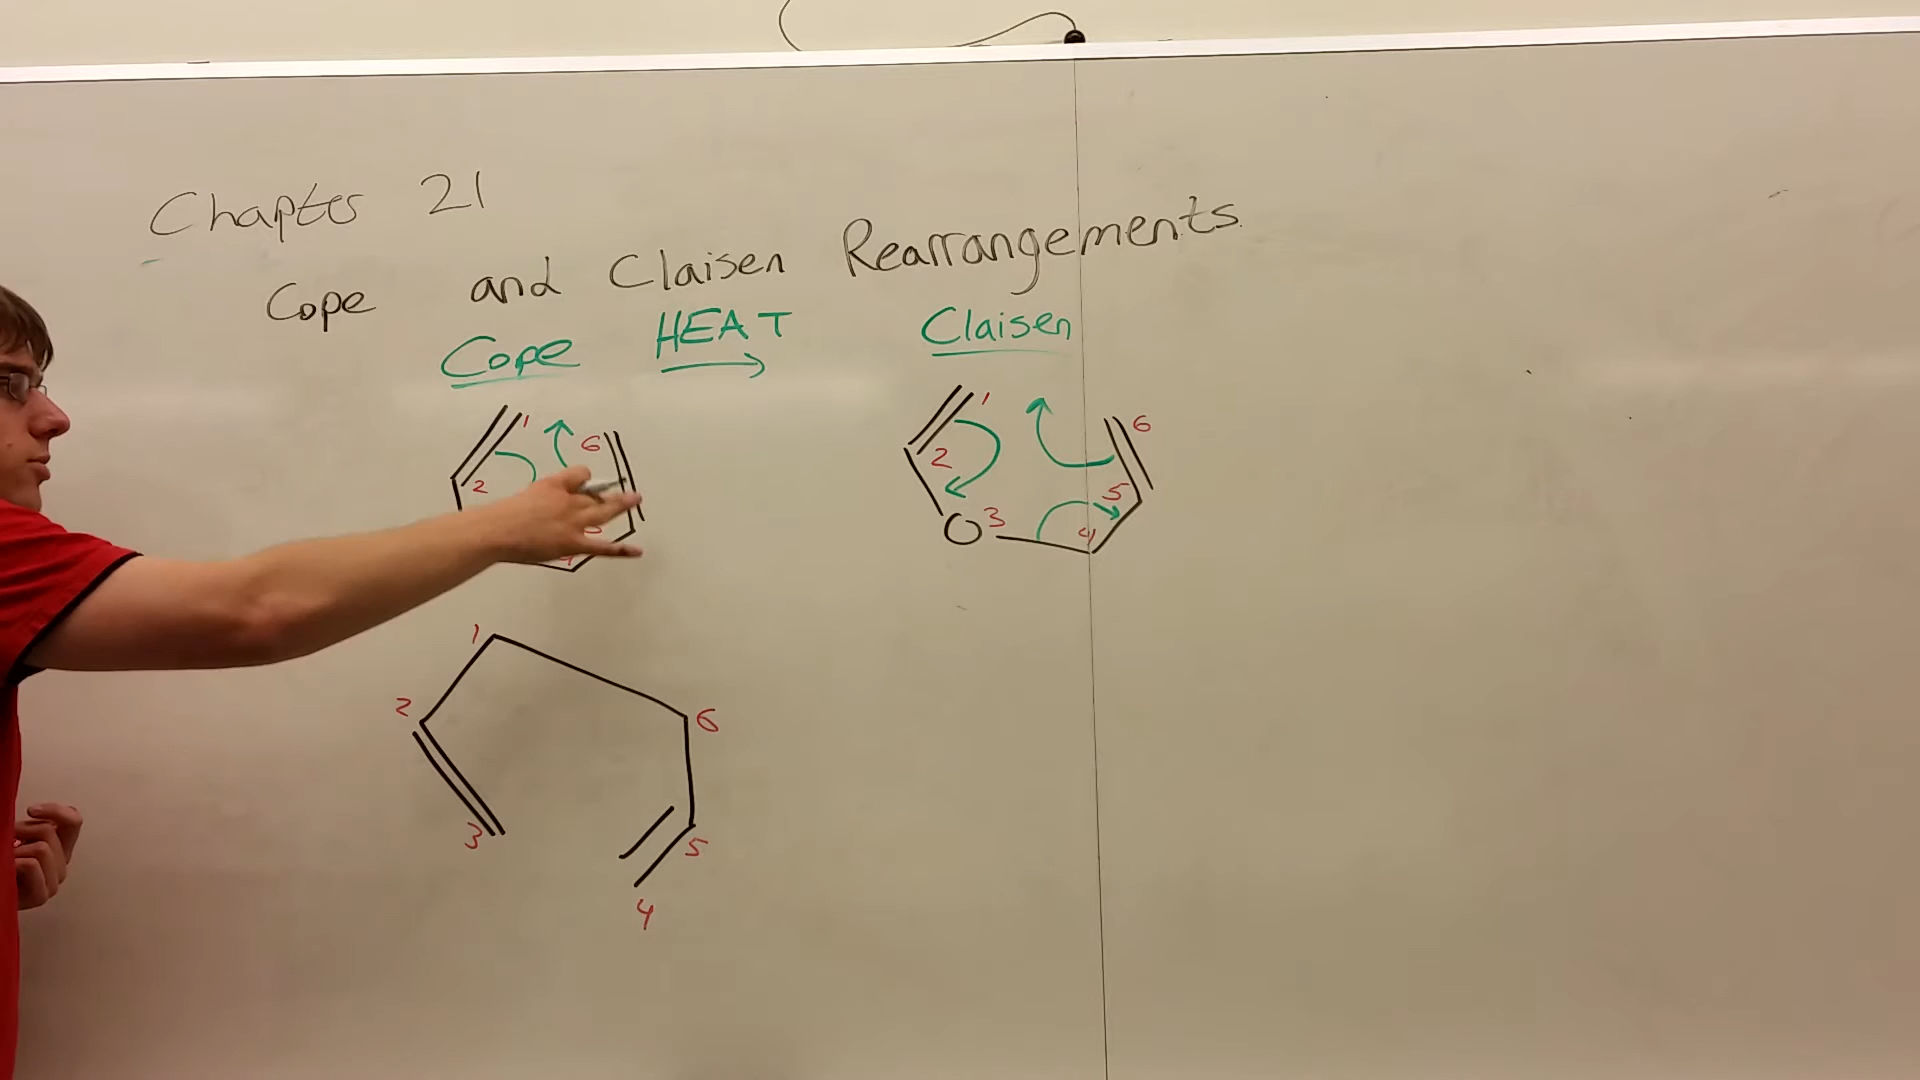 Chapter 21
Cope and Claisen Rearrangements
Cope HEAT Claisen
1 6
2
1 6
2 5
O 3 4
1
2 6
3 5
4